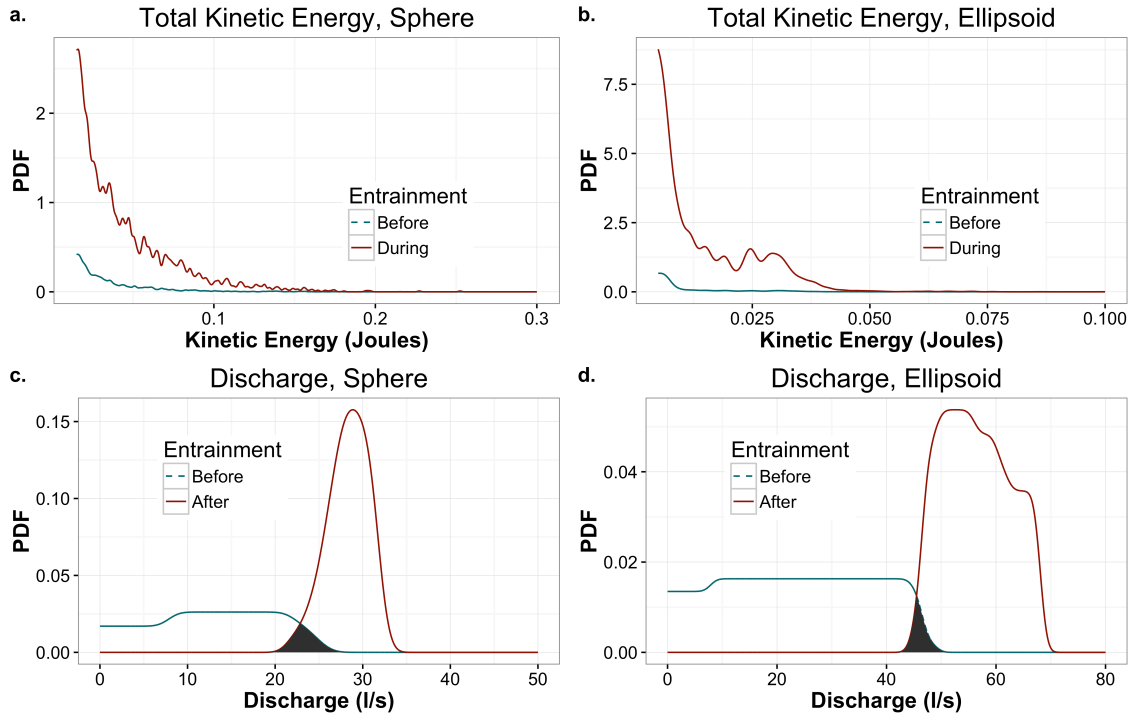 a. Total Kinetic Energy, Sphere
PDF
2
1
0
Entrainment
Before
During
0.1 0.2 0.3
Kinetic Energy (Joules)
b. Total Kinetic Energy, Ellipsoid
PDF
7.5
5.0
2.5
0.0
Entrainment
Before
During
0.025 0.050 0.075 0.100
Kinetic Energy (Joules)
c. Discharge, Sphere
PDF
0.15
0.10
0.05
0.00
Entrainment
Before
After
0 10 20 30 40 50
Discharge (l/s)
d. Discharge, Ellipsoid
PDF
0.04
0.02
0.00
Entrainment
Before
After
0 20 40 60 80
Discharge (l/s)